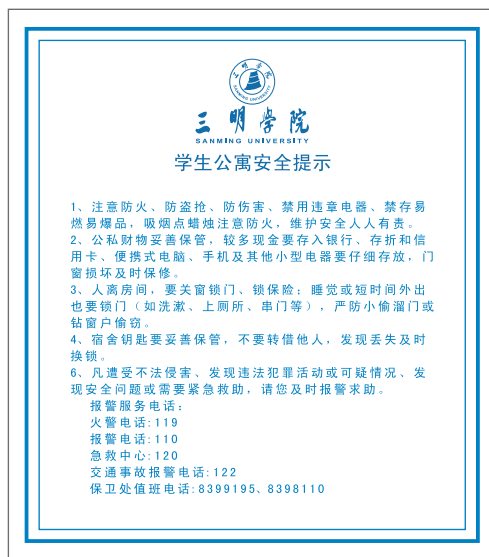 三明学院
SANMING UNIVERSITY
三明學院
SANMING UNIVERSITY
学生公寓安全提示
1、注意防火、防盗抢、防伤害、禁用违章电器、禁存易
燃易爆品，吸烟点蜡烛注意防火，维护安全人人有责。
2、公私财物妥善保管，较多现金要存入银行、存折和信
用卡、便携式电脑、手机及其他小型电器要仔细存放，门
窗损坏及时保修。
3、人离房间，要关窗锁门、锁保险；睡觉或短时间外出
也要锁门（如洗漱、上厕所、串门等），严防小偷溜门或
钻窗户偷窃。
4、宿舍钥匙要妥善保管，不要转借他人，发现丢失及时
换锁。
6、凡遭受不法侵害、发现违法犯罪活动或可疑情况、发
现安全问题或需要紧急救助，请您及时报警求助。
报警服务电话：
火警电话:119
报警电话:110
急救中心:120
交通事故报警电话:122
保卫处值班电话:8399195、8398110